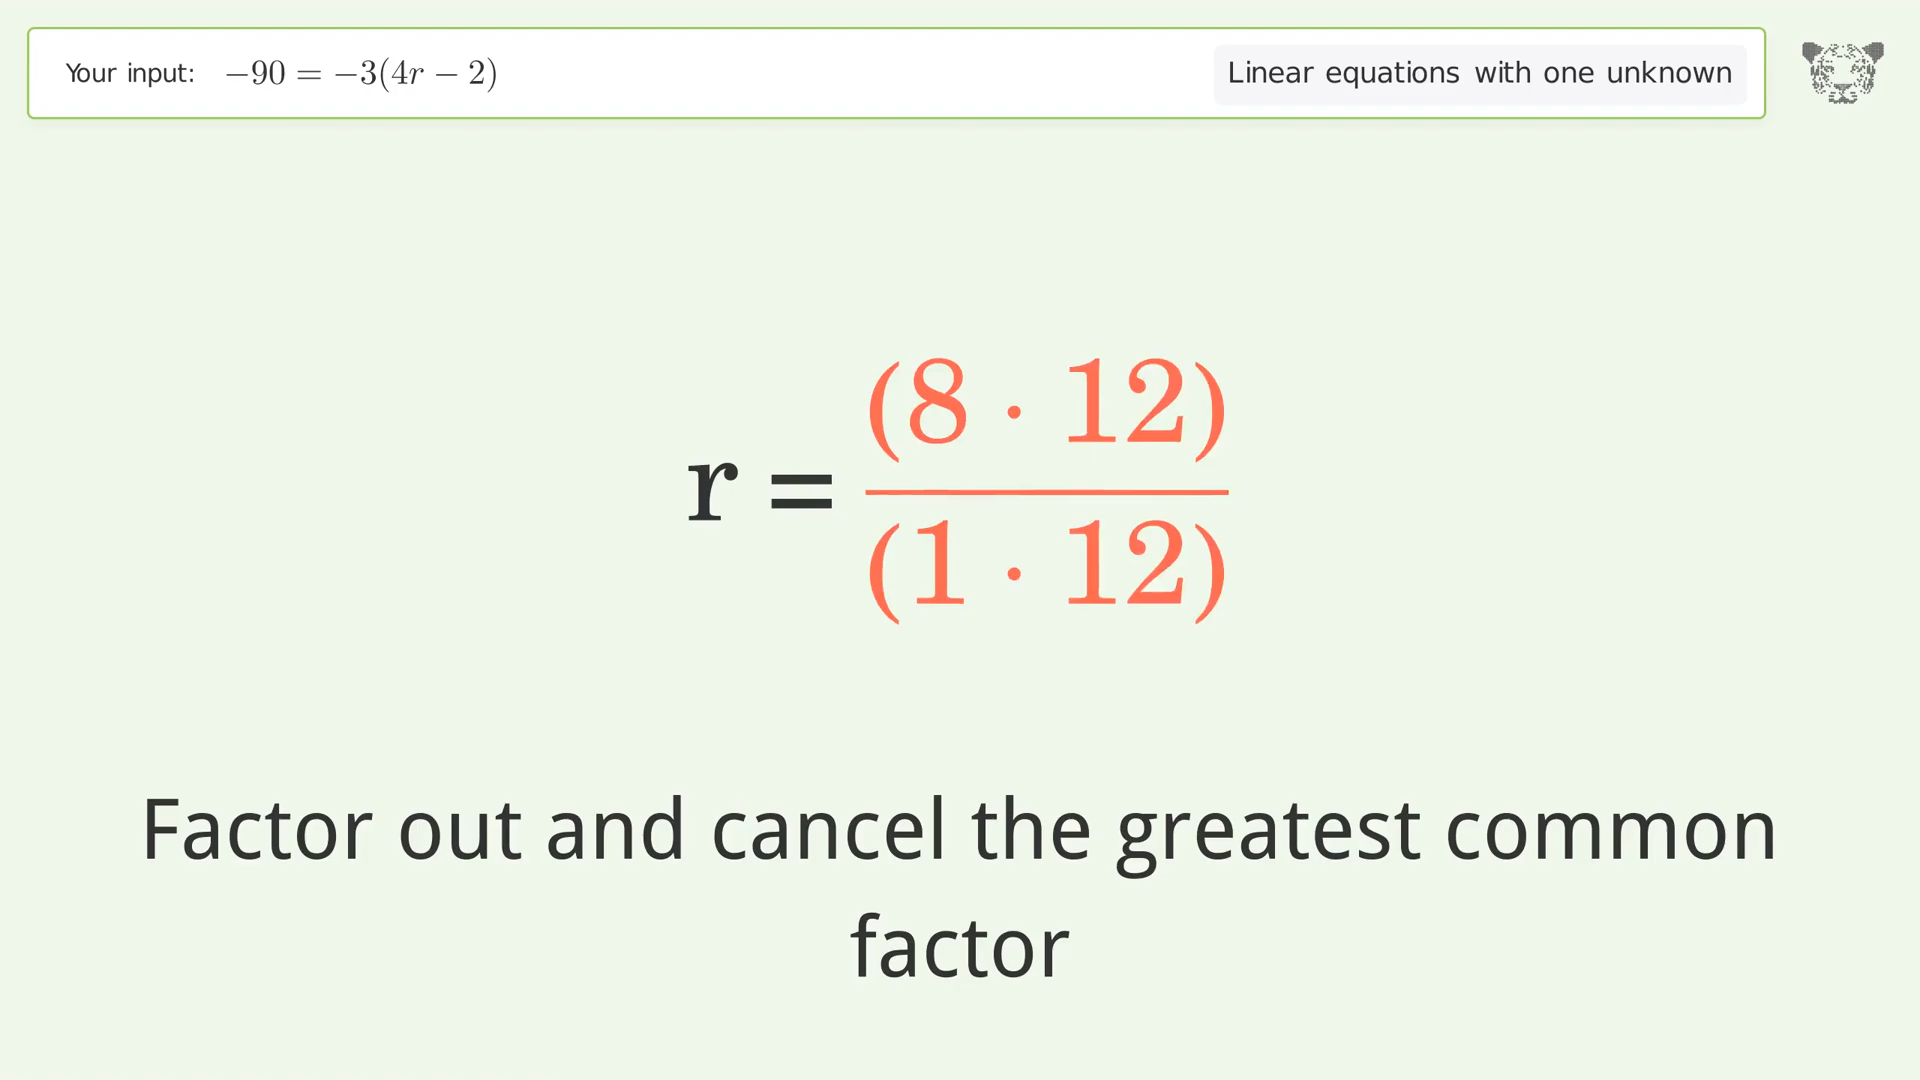 Your input: −90 = −3(4r − 2)
Linear equations with one unknown
r = (8 · 12) / (1 · 12)
Factor out and cancel the greatest common
factor